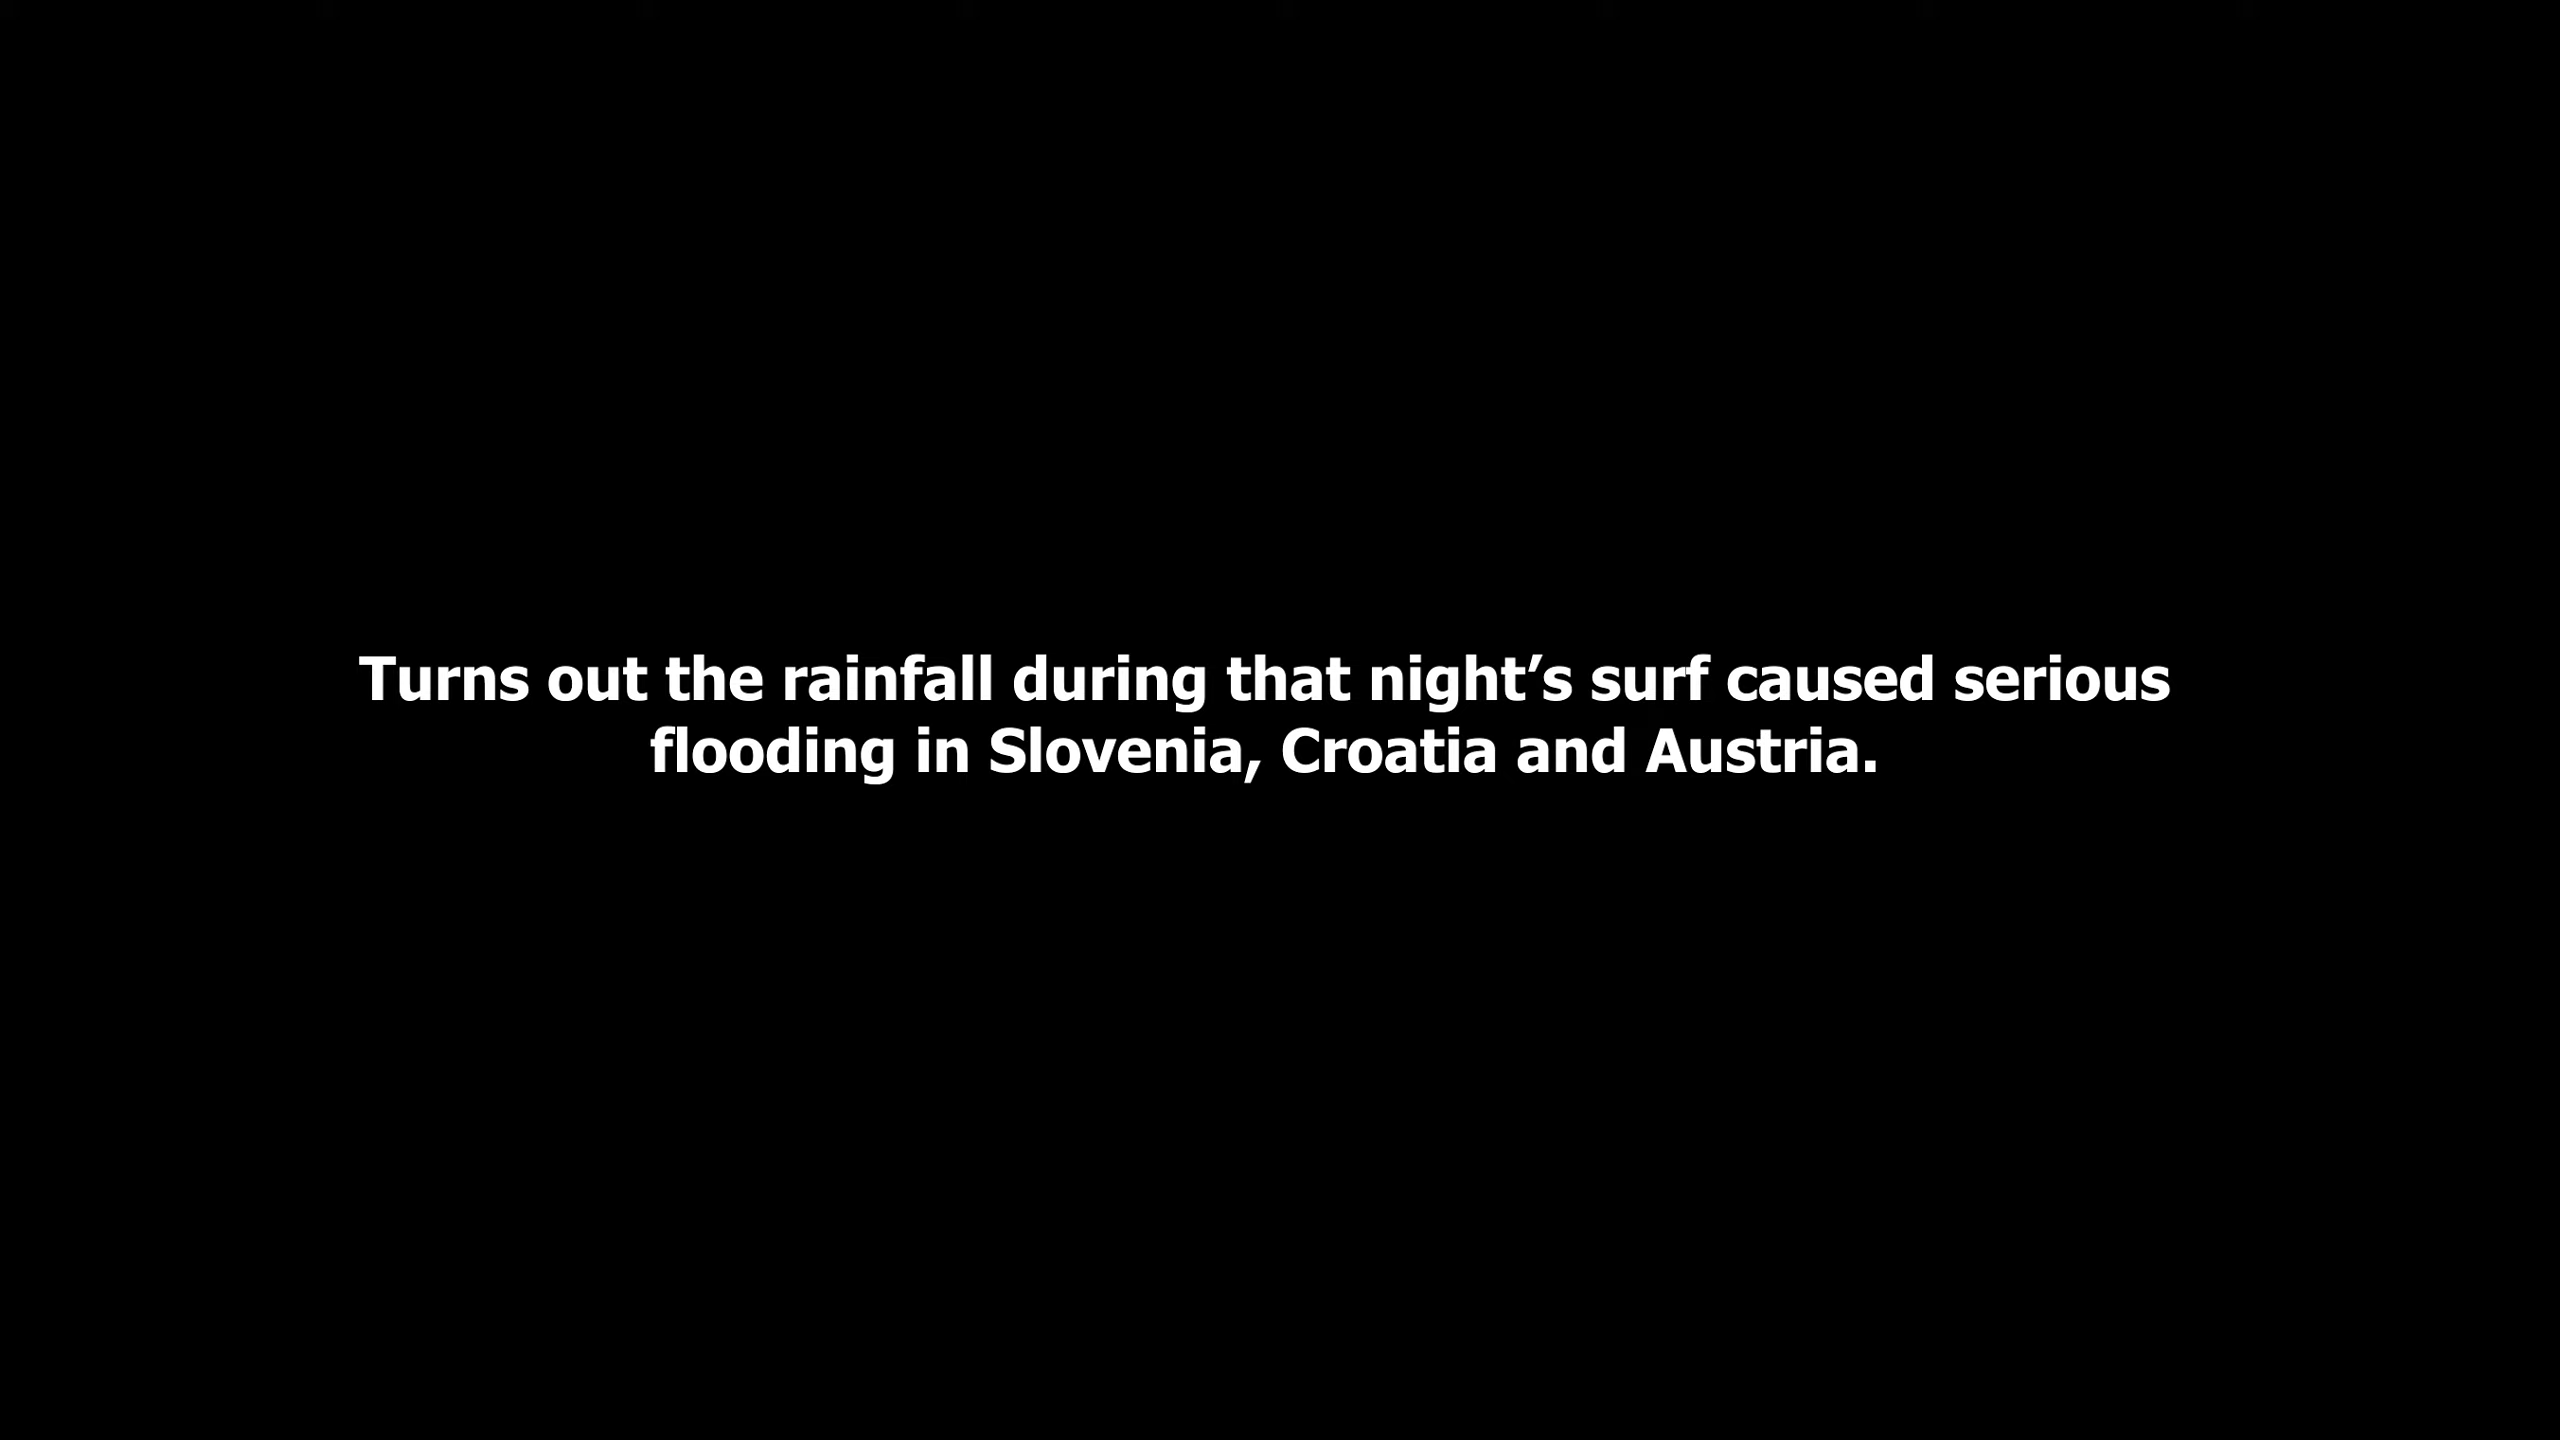 Turns out the rainfall during that night’s surf caused serious
flooding in Slovenia, Croatia and Austria.